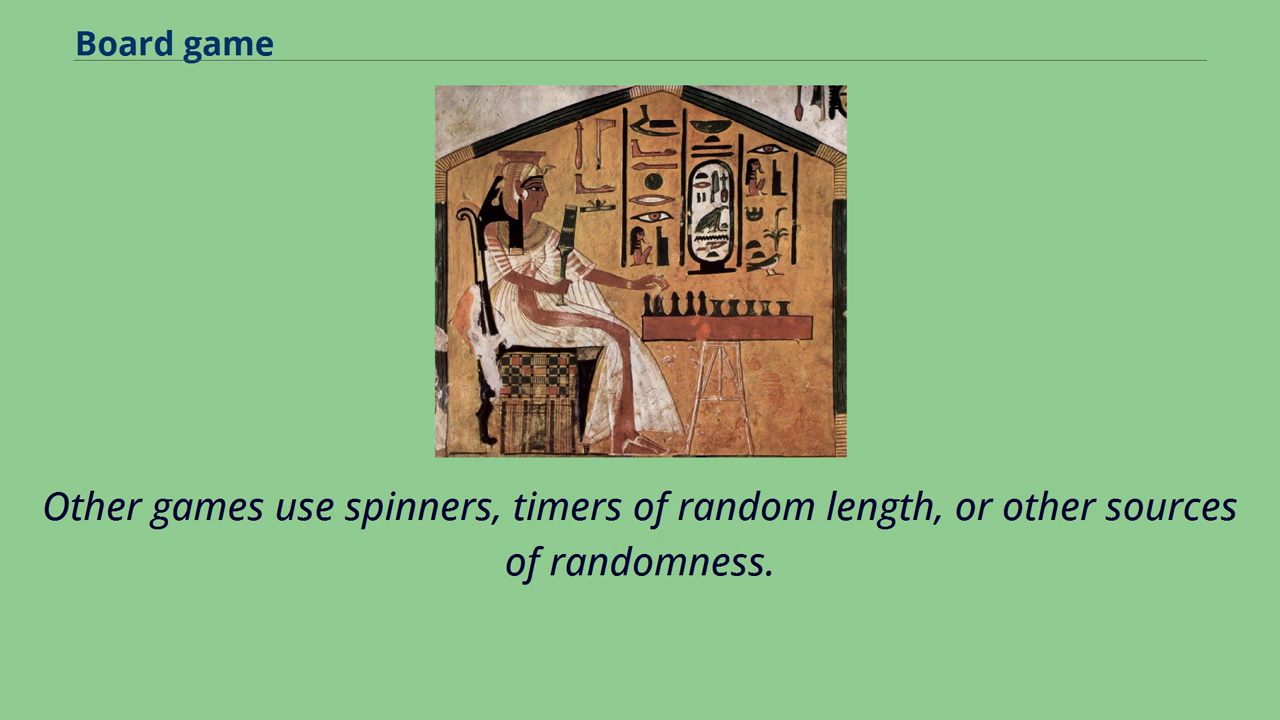 Board game
Other games use spinners, timers of random length, or other sources
of randomness.